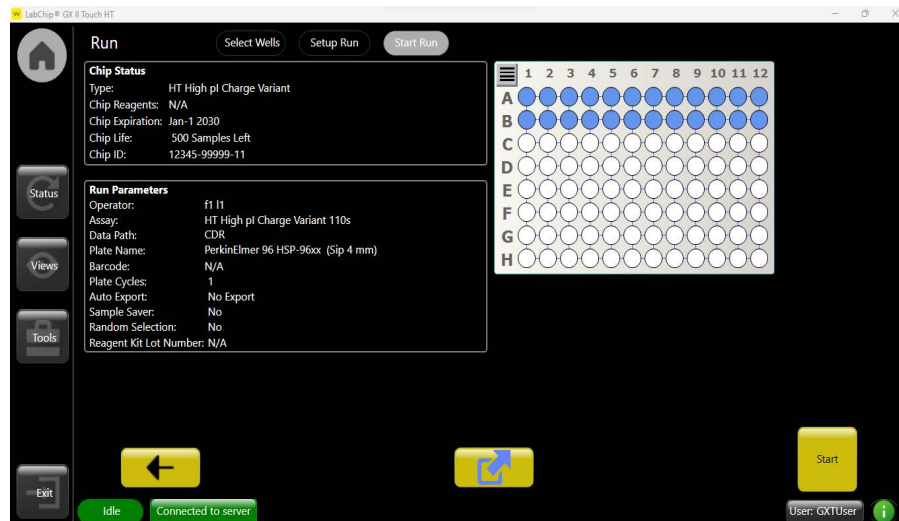 LabChip® GX II Touch HT
Run
Select Wells
Setup Run
Start Run
Chip Status
Type: HT High pI Charge Variant
Chip Reagents: N/A
Chip Expiration: Jan-1 2030
Chip Life: 500 Samples Left
Chip ID: 12345-99999-11
Run Parameters
Operator: f1 l1
Assay: HT High pI Charge Variant 110s
Data Path: CDR
Plate Name: PerkinElmer 96 HSP-96xx (Sip 4 mm)
Barcode: N/A
Plate Cycles: 1
Auto Export: No Export
Sample Saver: No
Random Selection: No
Reagent Kit Lot Number: N/A
1 2 3 4 5 6 7 8 9 10 11 12
A
B
C
D
E
F
G
H
Status
Views
Tools
Exit
Start
Idle
Connected to server
User: GXTUser